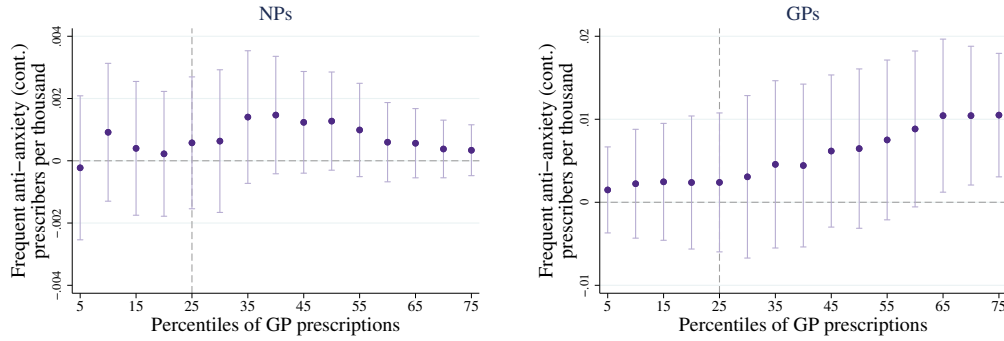 NPs
Frequent anti−anxiety (cont.)
prescribers per thousand
.004
.002
0
−.002
−.004
5 15 25 35 45 55 65 75
Percentiles of GP prescriptions
GPs
Frequent anti−anxiety (cont.)
prescribers per thousand
.02
.01
0
−.01
5 15 25 35 45 55 65 75
Percentiles of GP prescriptions